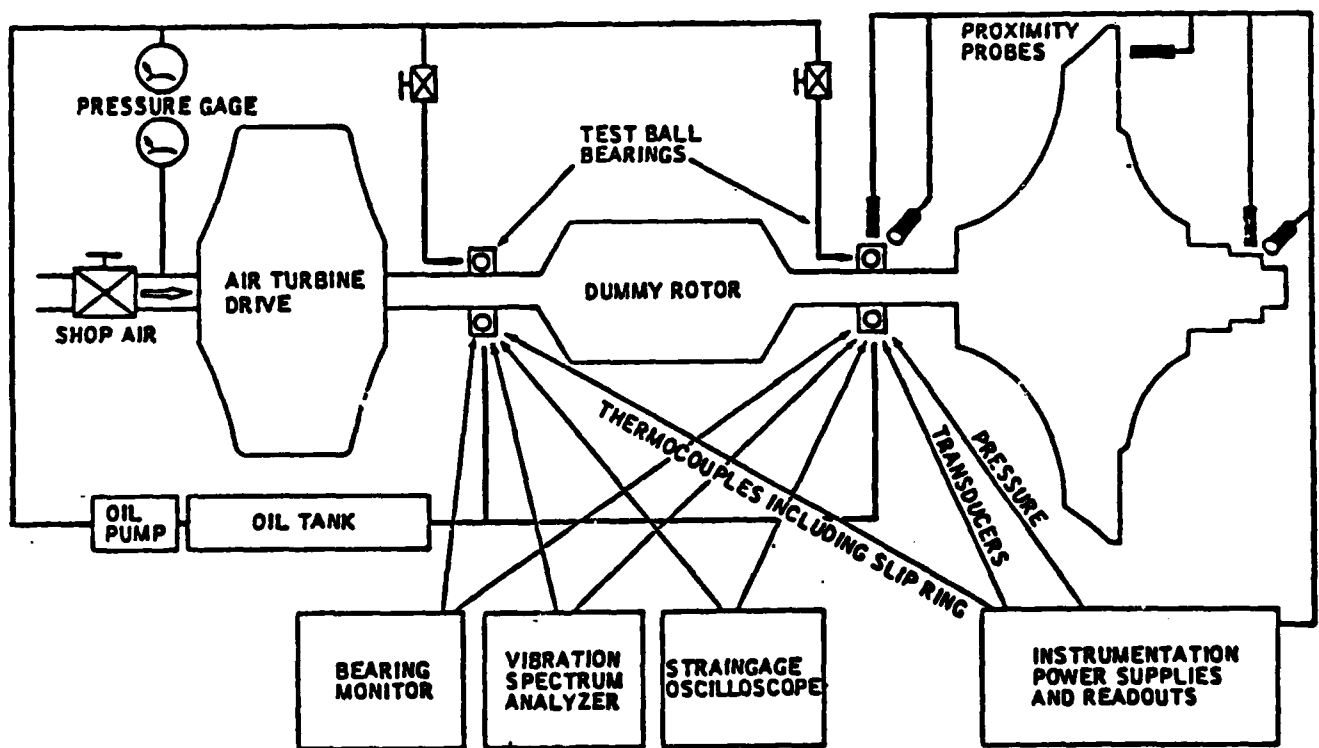 PROXIMITY
PROBES
PRESSURE GAGE
TEST BALL
BEARINGS
AIR TURBINE
DRIVE
DUMMY ROTOR
SHOP AIR
THERMOCOUPLES INCLUDING SLIP RING
TRANSDUCERS
PRESSURE
OIL
PUMP
OIL TANK
BEARING
MONITOR
VIBRATION
SPECTRUM
ANALYZER
STRAINGAGE
OSCILLOSCOPE
INSTRUMENTATION
POWER SUPPLIES
AND READOUTS